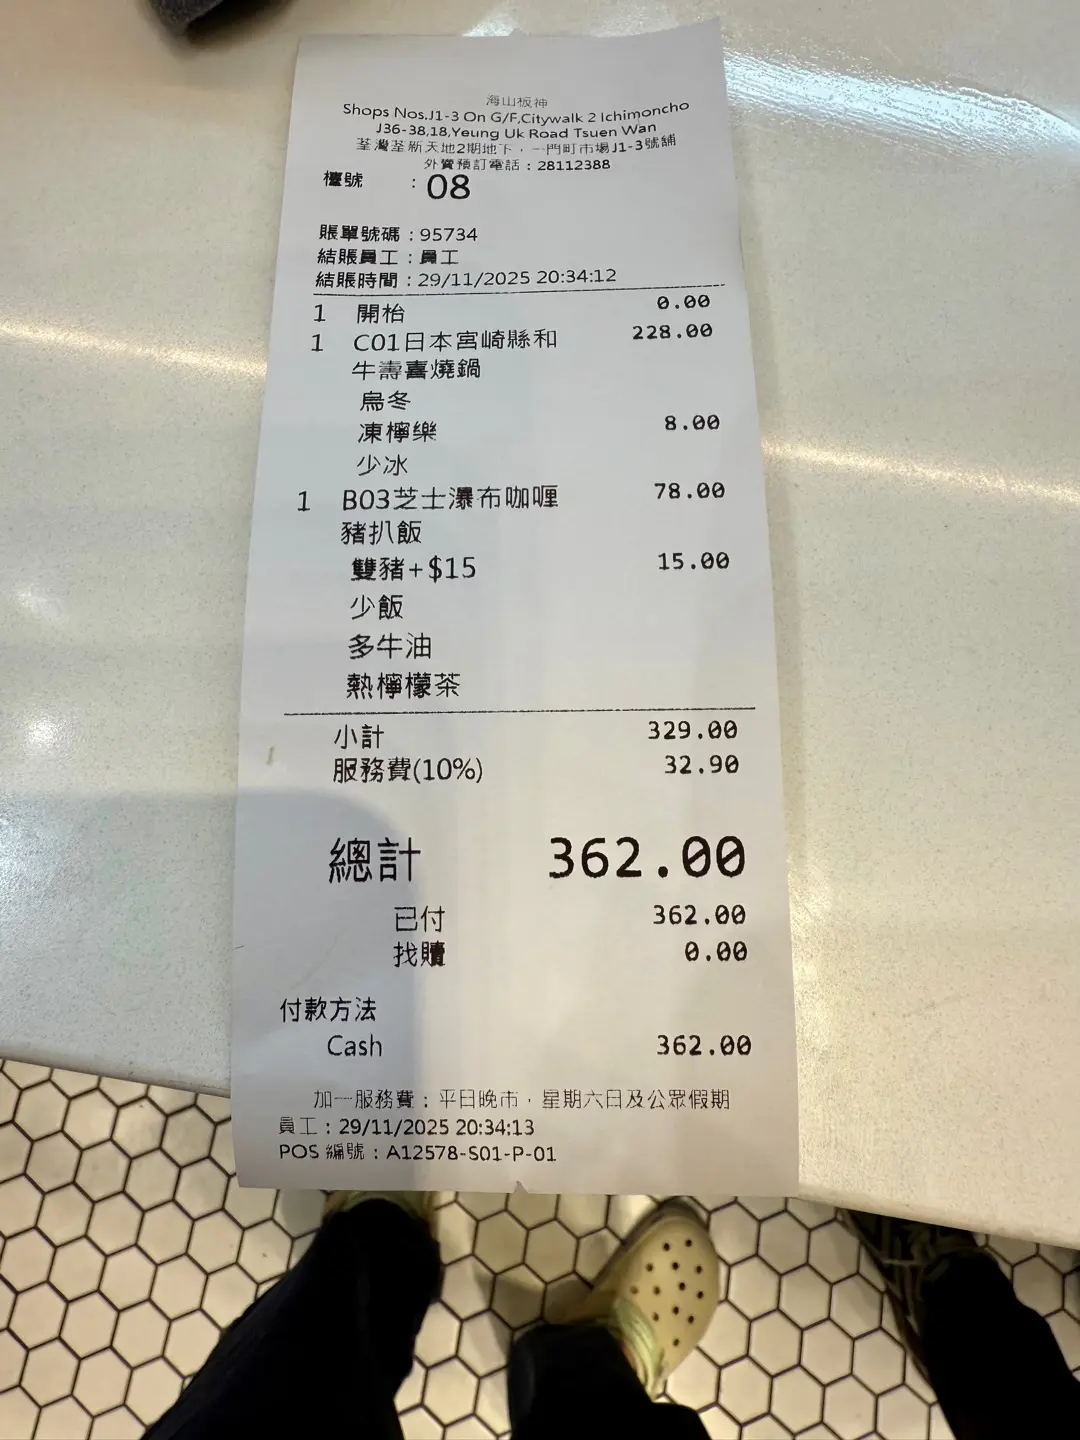 海山板神
Shops Nos.J1-3 On G/F,Citywalk 2 Ichimoncho
J36-38,18,Yeung Uk Road Tsuen Wan
荃灣荃新天地2期地下，一門町市場J1-3號舖
外賣預訂電話：28112388
檯號 ：08
賬單號碼：95734
結賬員工：員工
結賬時間：29/11/2025 20:34:12
1 開枱 0.00
1 C01日本宮崎縣和 228.00
牛壽喜燒鍋
烏冬
凍檸樂 8.00
少冰
1 B03芝士瀑布咖喱 78.00
豬扒飯
雙豬+$15 15.00
少飯
多牛油
熱檸檬茶
小計 329.00
服務費(10%) 32.90
總計 362.00
已付 362.00
找贖 0.00
付款方法
Cash 362.00
加一服務費：平日晚市，星期六日及公眾假期
員工：29/11/2025 20:34:13
POS 編號：A12578-S01-P-01